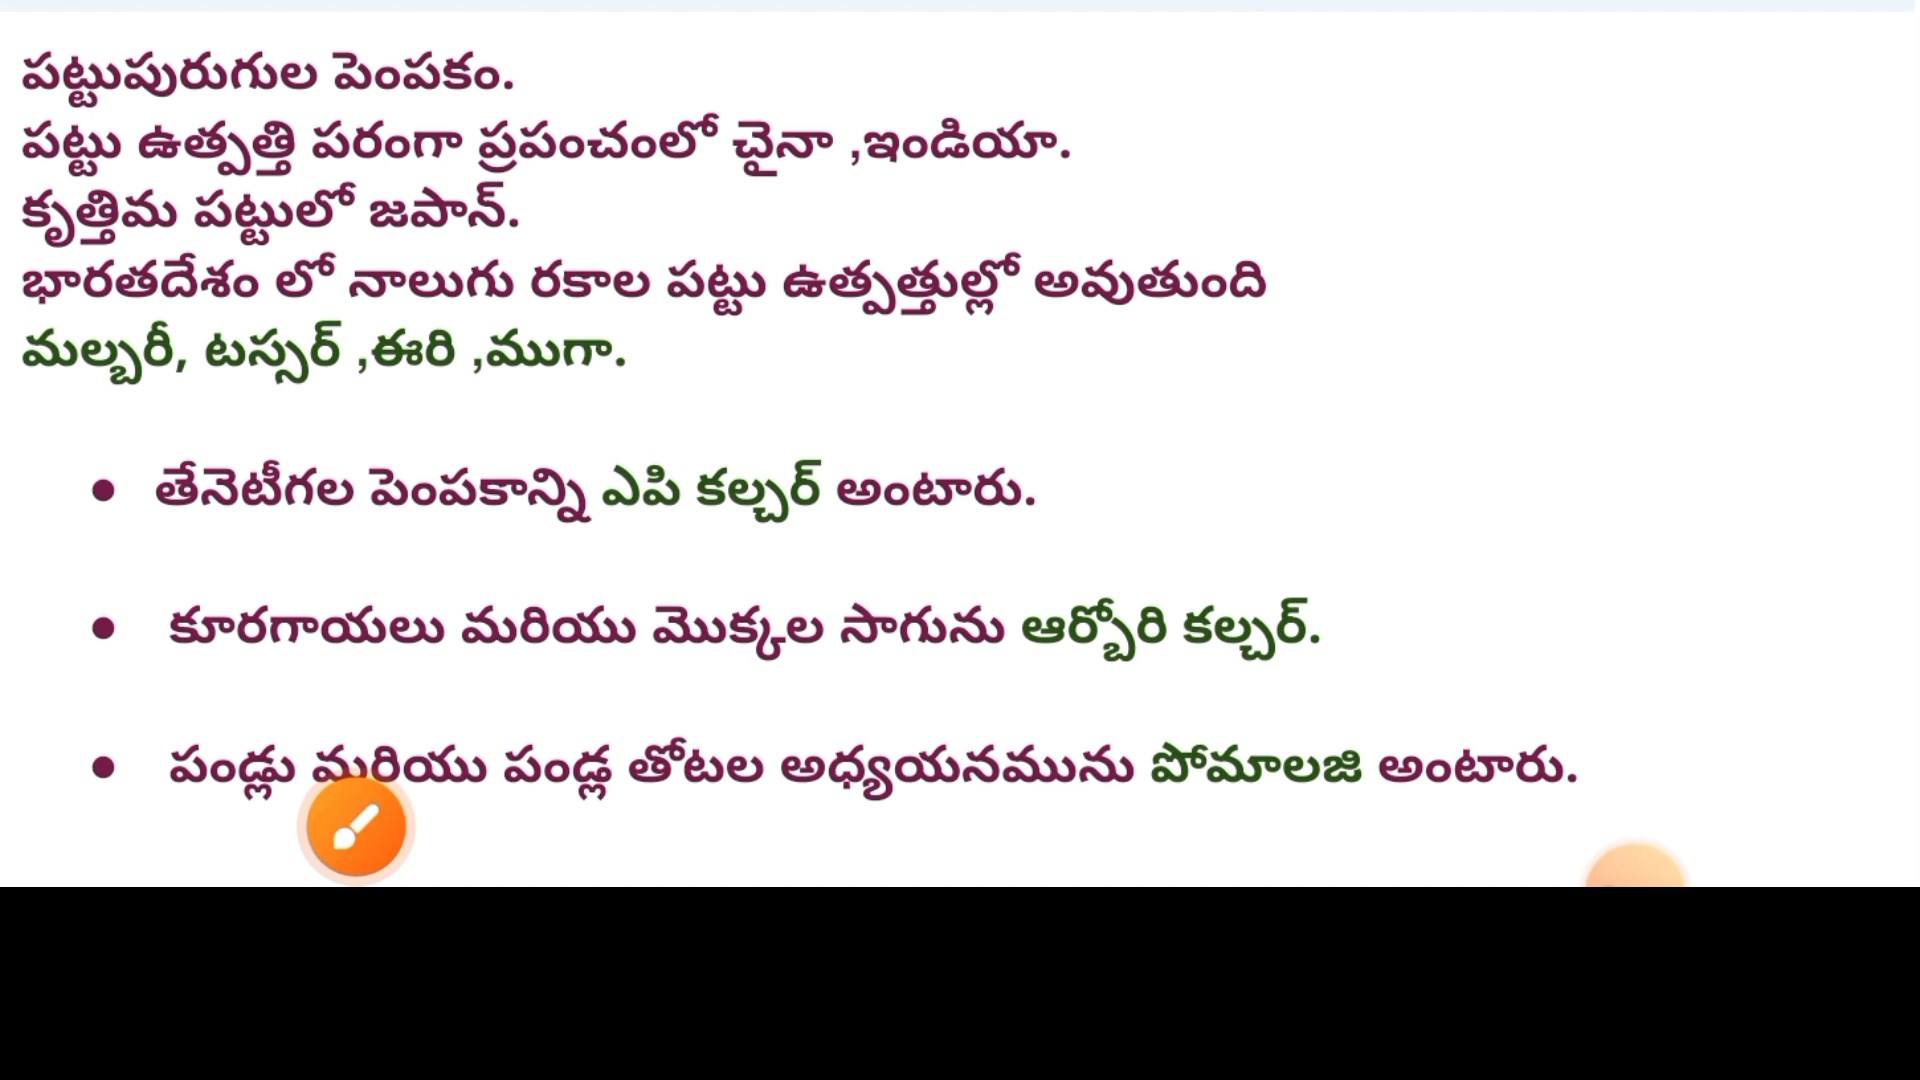 పట్టుపురుగుల పెంపకం.
పట్టు ఉత్పత్తి పరంగా ప్రపంచంలో చైనా ,ఇండియా.
కృత్తిమ పట్టులో జపాన్.
భారతదేశం లో నాలుగు రకాల పట్టు ఉత్పత్తుల్లో అవుతుంది
మల్బరీ, టస్సర్ ,ఈరి ,ముగా.
● తేనెటీగల పెంపకాన్ని ఎపి కల్చర్ అంటారు.
● కూరగాయలు మరియు మొక్కల సాగును ఆర్బోరి కల్చర్.
● పండ్లు మరియు పండ్ల తోటల అధ్యయనమును పోమాలజి అంటారు.